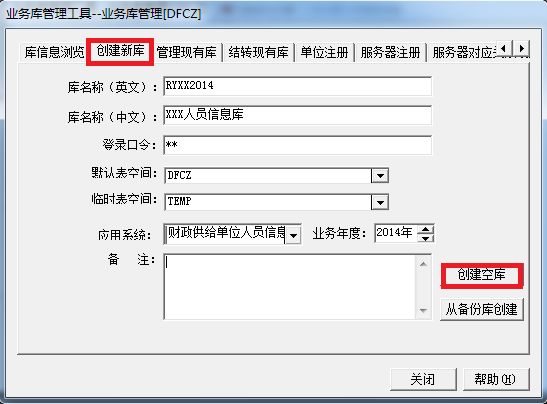 业务库管理工具--业务库管理[DFCZ]
库信息浏览 创建新库 管理现有库 结转现有库 单位注册 服务器注册 服务器对应
库名称（英文）: RYXX2014
库名称（中文）: XXX人员信息库
登录口令: **
默认表空间: DFCZ
临时表空间: TEMP
应用系统: 财政供给单位人员信息 业务年度: 2014年
备 注:
创建空库
从备份库创建
关闭 帮助(H)